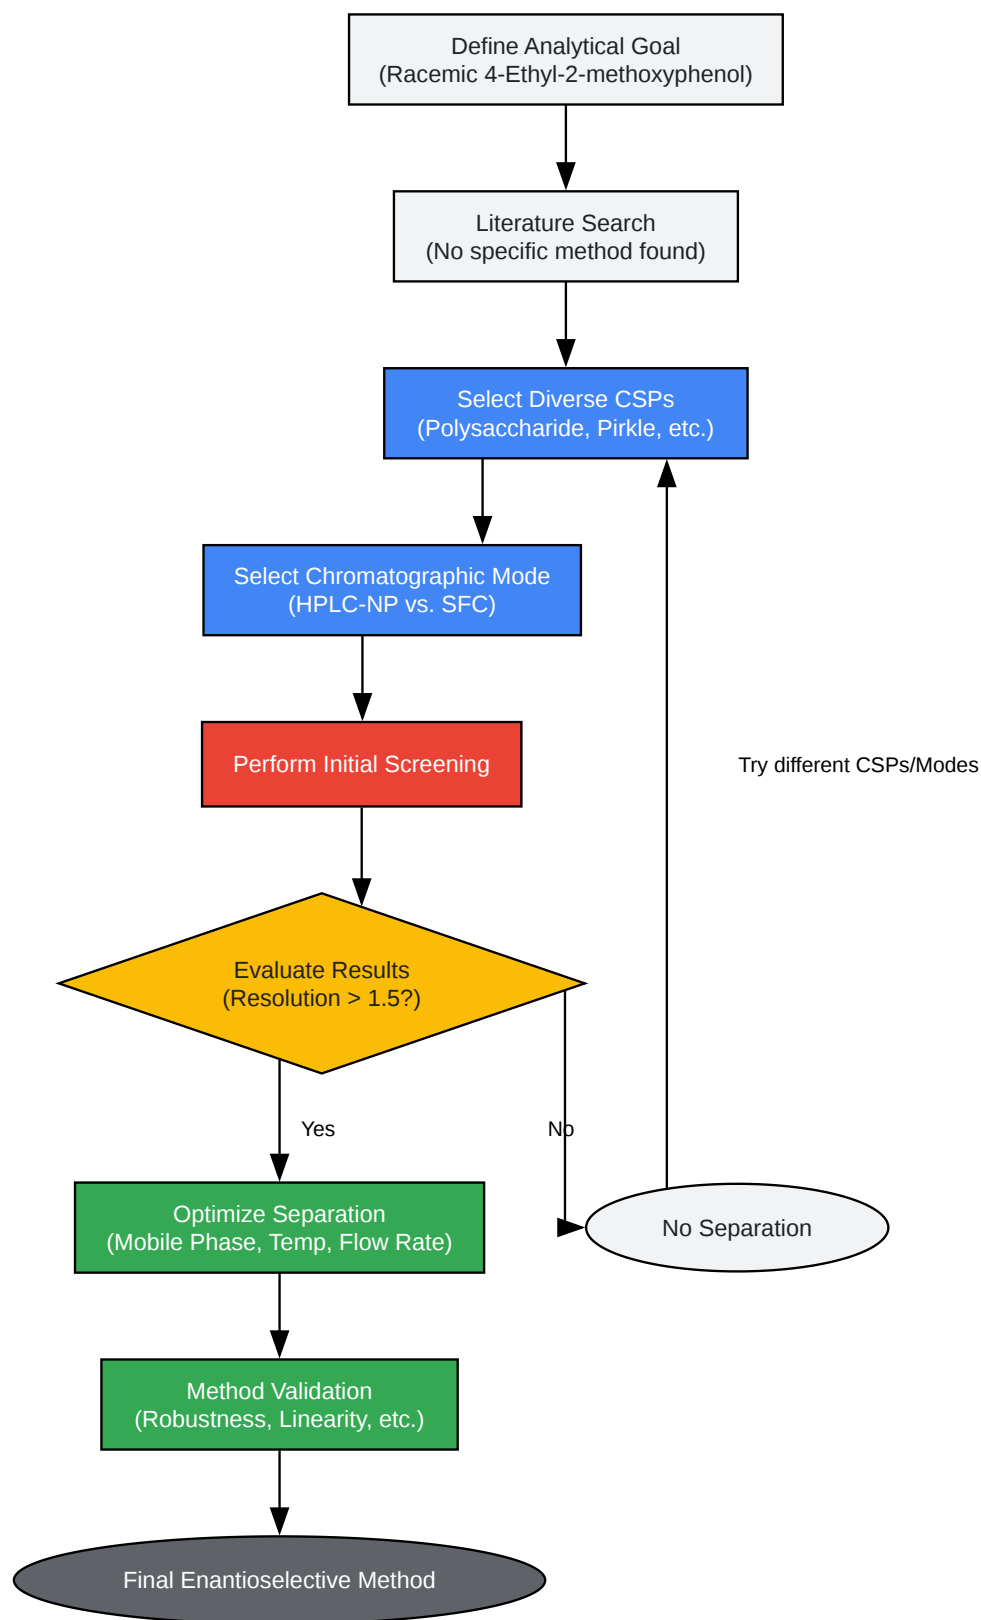 Define Analytical Goal
(Racemic 4-Ethyl-2-methoxyphenol)
Literature Search
(No specific method found)
Select Diverse CSPs
(Polysaccharide, Pirkle, etc.)
Select Chromatographic Mode
(HPLC-NP vs. SFC)
Perform Initial Screening
Try different CSPs/Modes
Evaluate Results
(Resolution > 1.5?)
Yes
No
Optimize Separation
(Mobile Phase, Temp, Flow Rate)
No Separation
Method Validation
(Robustness, Linearity, etc.)
Final Enantioselective Method